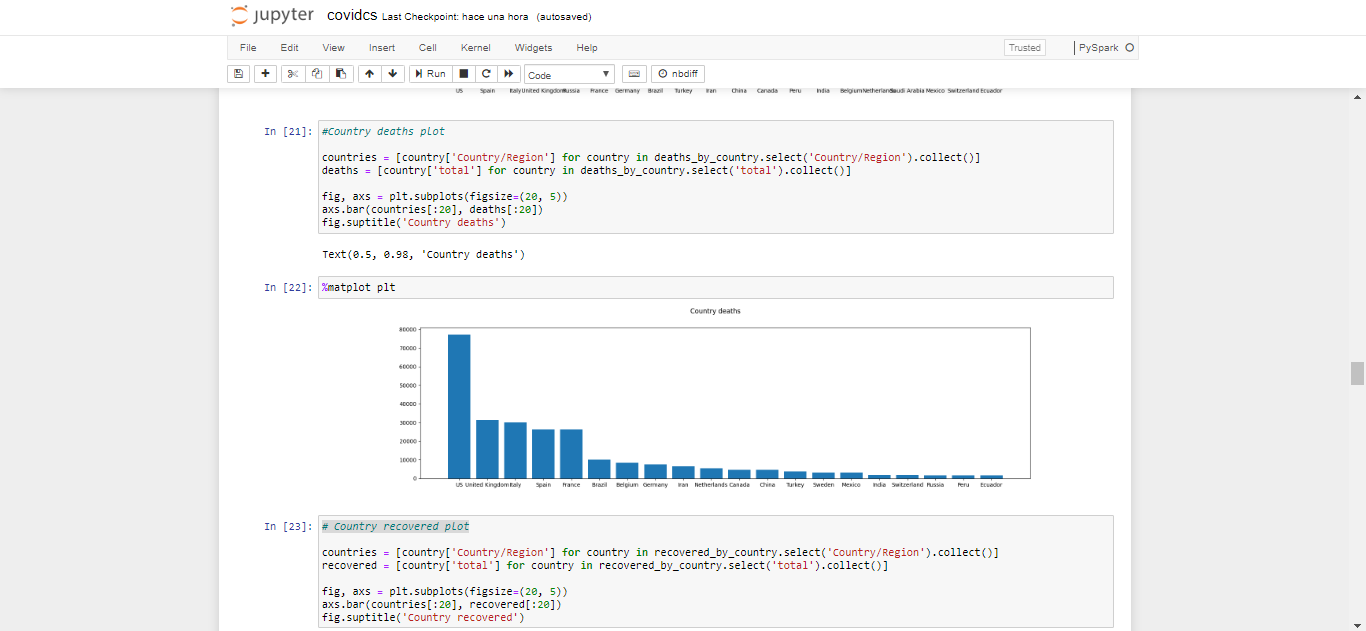 jupyter covidcs Last Checkpoint: hace una hora (autosaved)
File Edit View Insert Cell Kernel Widgets Help Trusted PySpark
Run Code nbdiff
US Spain Italy United Kingdom Russia France Germany Brazil Turkey Iran China Canada Peru India Belgium Netherlands Saudi Arabia Mexico Switzerland Ecuador
In [21]: #Country deaths plot
countries = [country['Country/Region'] for country in deaths_by_country.select('Country/Region').collect()]
deaths = [country['total'] for country in deaths_by_country.select('total').collect()]
fig, axs = plt.subplots(figsize=(20, 5))
axs.bar(countries[:20], deaths[:20])
fig.suptitle('Country deaths')
Text(0.5, 0.98, 'Country deaths')
In [22]: %matplot plt
Country deaths
80000
70000
60000
50000
40000
30000
20000
10000
0
US United Kingdom Italy Spain France Brazil Belgium Germany Iran Netherlands Canada China Turkey Sweden Mexico India Switzerland Russia Peru Ecuador
In [23]: # Country recovered plot
countries = [country['Country/Region'] for country in recovered_by_country.select('Country/Region').collect()]
recovered = [country['total'] for country in recovered_by_country.select('total').collect()]
fig, axs = plt.subplots(figsize=(20, 5))
axs.bar(countries[:20], recovered[:20])
fig.suptitle('Country recovered')